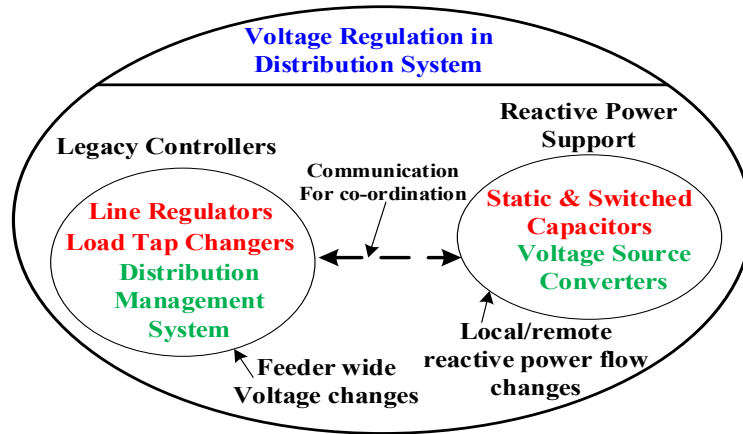 Voltage Regulation in
Distribution System
Legacy Controllers
Line Regulators
Load Tap Changers
Distribution
Management
System
Feeder wide
Voltage changes
Communication
For co-ordination
Reactive Power
Support
Static & Switched
Capacitors
Voltage Source
Converters
Local/remote
reactive power flow
changes